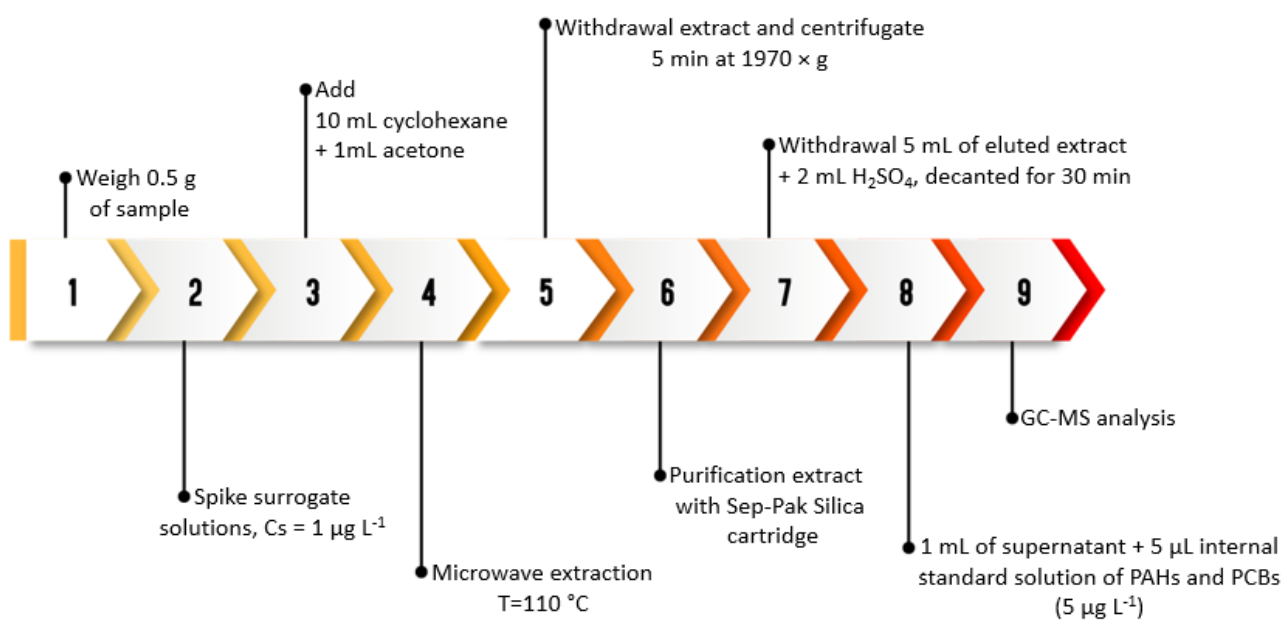 1
Weigh 0.5 g
of sample
2
Spike surrogate
solutions, Cs = 1 µg L⁻¹
3
Add
10 mL cyclohexane
+ 1mL acetone
4
Microwave extraction
T=110 °C
5
Withdrawal extract and centrifugate
5 min at 1970 × g
6
Purification extract
with Sep-Pak Silica
cartridge
7
Withdrawal 5 mL of eluted extract
+ 2 mL H₂SO₄, decanted for 30 min
8
1 mL of supernatant + 5 µL internal
standard solution of PAHs and PCBs
(5 µg L⁻¹)
9
GC-MS analysis